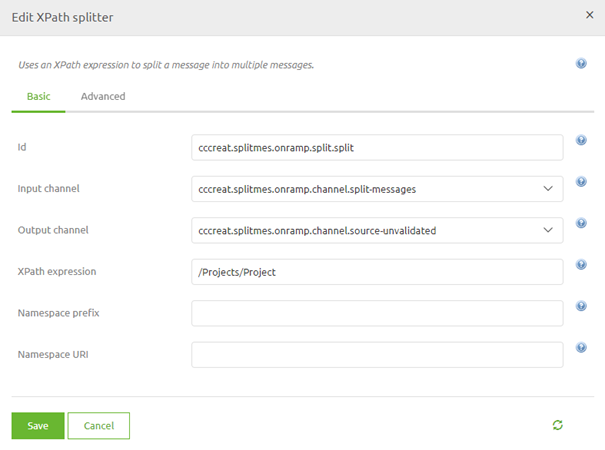 Edit XPath splitter
Uses an XPath expression to split a message into multiple messages.
Basic Advanced
Id cccreat.splitmes.onramp.split.split
Input channel cccreat.splitmes.onramp.channel.split-messages
Output channel cccreat.splitmes.onramp.channel.source-unvalidated
XPath expression /Projects/Project
Namespace prefix
Namespace URI
Save Cancel